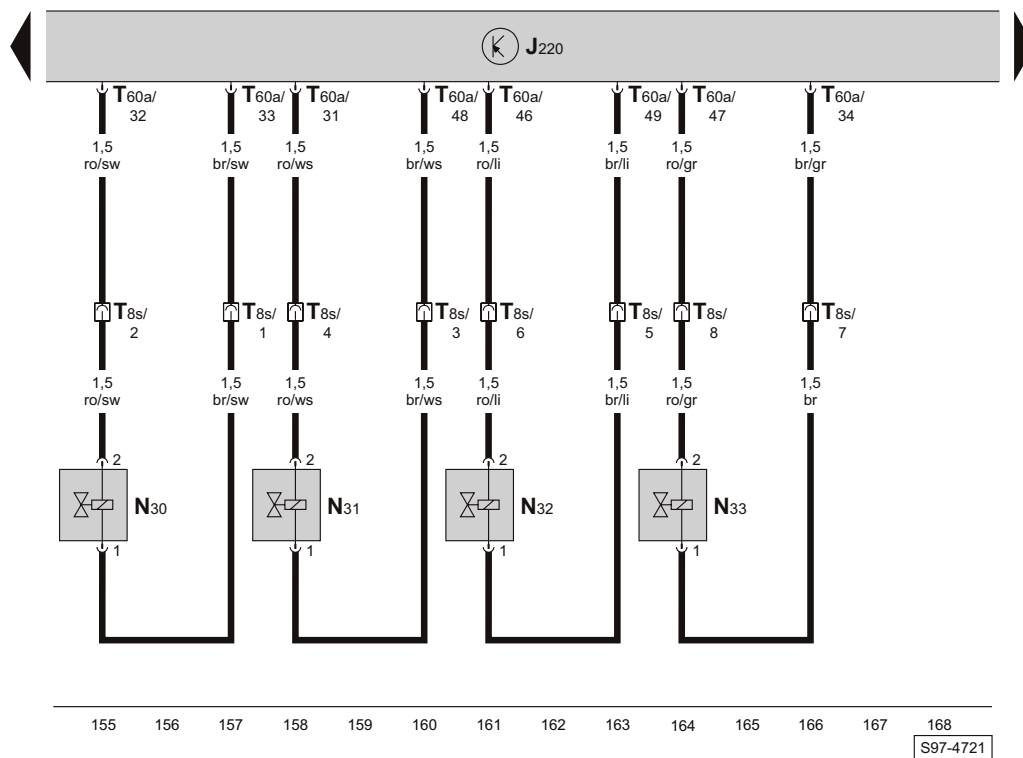 J220
T60a/ T60a/ T60a/ T60a/ T60a/ T60a/ T60a/ T60a/
32 33 31 48 46 49 47 34
1,5 1,5 1,5 1,5 1,5 1,5 1,5 1,5
ro/sw br/sw ro/ws br/ws ro/li br/li ro/gr br/gr
T8s/ T8s/ T8s/ T8s/ T8s/ T8s/ T8s/ T8s/
2 1 4 3 6 5 8 7
1,5 1,5 1,5 1,5 1,5 1,5 1,5 1,5
ro/sw br/sw ro/ws br/ws ro/li br/li ro/gr br
2 2 2 2
N30 N31 N32 N33
1 1 1 1
155 156 157 158 159 160 161 162 163 164 165 166 167 168
S97-4721